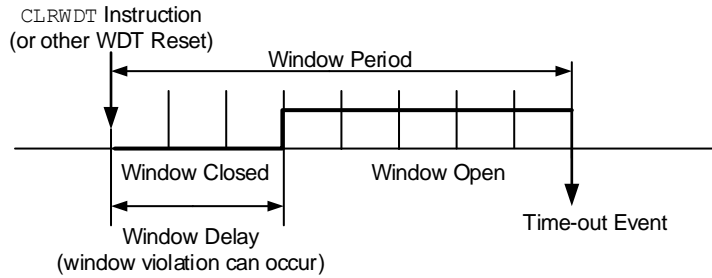 CLRWDT Instruction
(or other WDT Reset)
Window Period
Window Closed
Window Open
Window Delay
(window violation can occur)
Time-out Event